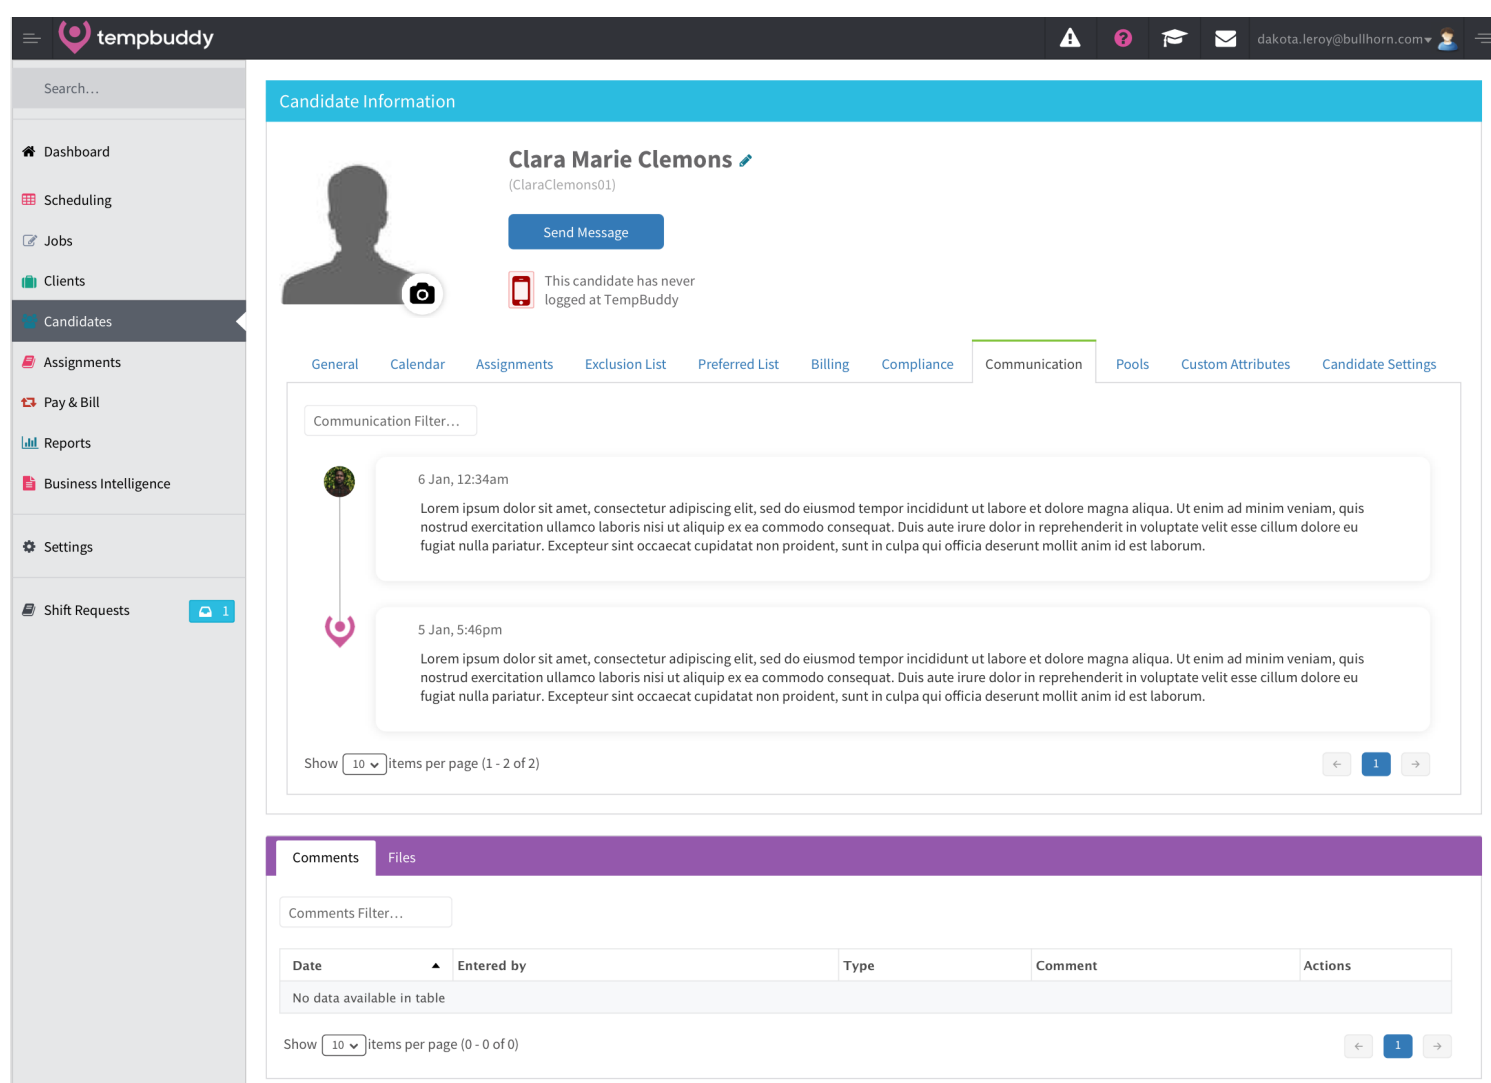 tempbuddy
dakota.leroy@bullhorn.com
Search...
Dashboard
Scheduling
Jobs
Clients
Candidates
Assignments
Pay & Bill
Reports
Business Intelligence
Settings
Shift Requests 1
Candidate Information
Clara Marie Clemons
(ClaraClemons01)
Send Message
This candidate has never
logged at TempBuddy
General Calendar Assignments Exclusion List Preferred List Billing Compliance Communication Pools Custom Attributes Candidate Settings
Communication Filter...
6 Jan, 12:34am
Lorem ipsum dolor sit amet, consectetur adipiscing elit, sed do eiusmod tempor incididunt ut labore et dolore magna aliqua. Ut enim ad minim veniam, quis
nostrud exercitation ullamco laboris nisi ut aliquip ex ea commodo consequat. Duis aute irure dolor in reprehenderit in voluptate velit esse cillum dolore eu
fugiat nulla pariatur. Excepteur sint occaecat cupidatat non proident, sunt in culpa qui officia deserunt mollit anim id est laborum.
5 Jan, 5:46pm
Lorem ipsum dolor sit amet, consectetur adipiscing elit, sed do eiusmod tempor incididunt ut labore et dolore magna aliqua. Ut enim ad minim veniam, quis
nostrud exercitation ullamco laboris nisi ut aliquip ex ea commodo consequat. Duis aute irure dolor in reprehenderit in voluptate velit esse cillum dolore eu
fugiat nulla pariatur. Excepteur sint occaecat cupidatat non proident, sunt in culpa qui officia deserunt mollit anim id est laborum.
Show 10 items per page (1 - 2 of 2) ← 1 →
Comments Files
Comments Filter...
Date Entered by Type Comment Actions
No data available in table
Show 10 items per page (0 - 0 of 0) ← 1 →